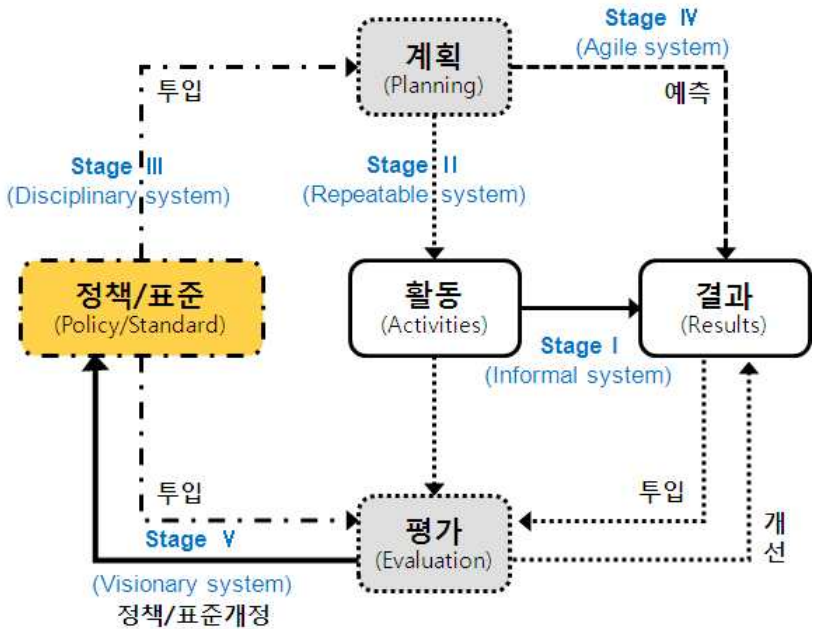 Stage Ⅳ
(Agile system)
계획
(Planning)
투입
예측
Stage Ⅲ
(Disciplinary system)
Stage Ⅱ
(Repeatable system)
정책/표준
(Policy/Standard)
활동
(Activities)
결과
(Results)
Stage Ⅰ
(Informal system)
투입
투입
개
선
평가
(Evaluation)
Stage Ⅴ
(Visionary system)
정책/표준개정